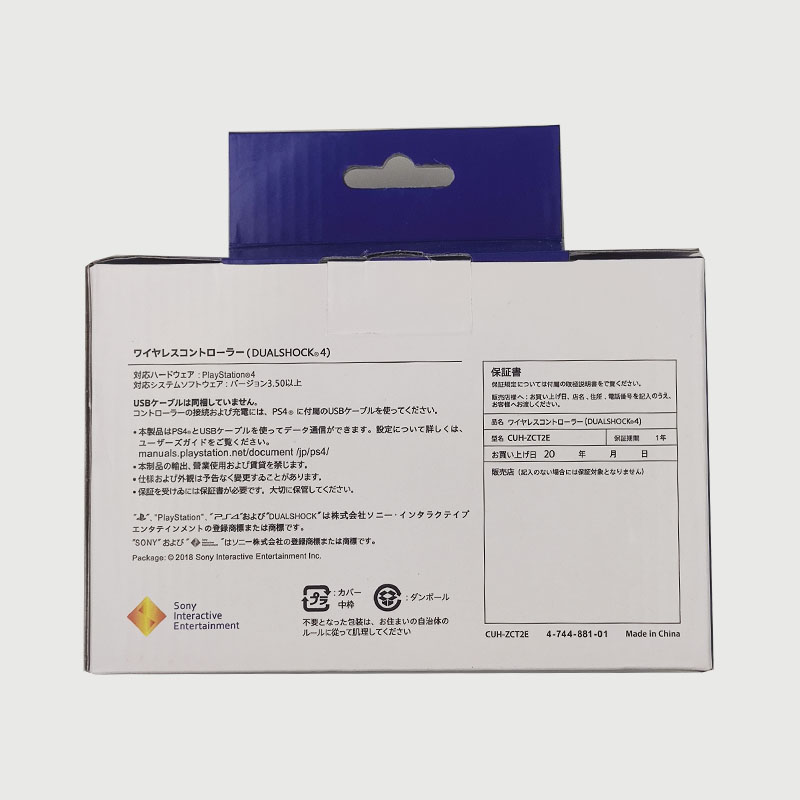 ワイヤレスコントローラー(DUALSHOCK®4)
対応ハードウェア : PlayStation®4
対応システムソフトウェア : バージョン3.50以上
USBケーブルは同梱していません。
コントローラーの接続および充電には、PS4® に付属のUSBケーブルを使ってください。
• 本製品はPS4®とUSBケーブルを使ってデータ通信ができます。設定について詳しくは、
ユーザーズガイドをご覧ください。
manuals.playstation.net/document /jp/ps4/
• 本制品の輸出、営業使用および賃貸を禁じます。
• 仕様および外観は予告なく変更することがあります。
• 保証を受けるには保証書が必要です。大切に保管してください。
"PlayStation"、"PS4"および"DUALSHOCK"は株式会社ソニー・インタラクテイブ
エンタテインメントの登録商標または商標です。
"SONY"および" "はソニー株式会社の登録商標または商標です。
Package: © 2018 Sony Interactive Entertainment Inc.
Sony
Interactive
Entertainment
プラ : カバー
中枠
: ダンボール
不要となった包装は、お住まいの自治体の
ルールに従って肌理してください
保証書
保証規定については付属の取扱説明書をご覧ください。
販売店様へ : お買い上げ日、店名、住所、電話番号を記入のうえ、
お客様へお渡しください。
品名 ワイヤレスコントローラー(DUALSHOCK®4)
型名 CUH-ZCT2E 保証期間 1年
お買い上げ日 20 年 月 日
販売店 (記入のない場合には保証対象となりません)
CUH-ZCT2E 4-744-881-01 Made in China